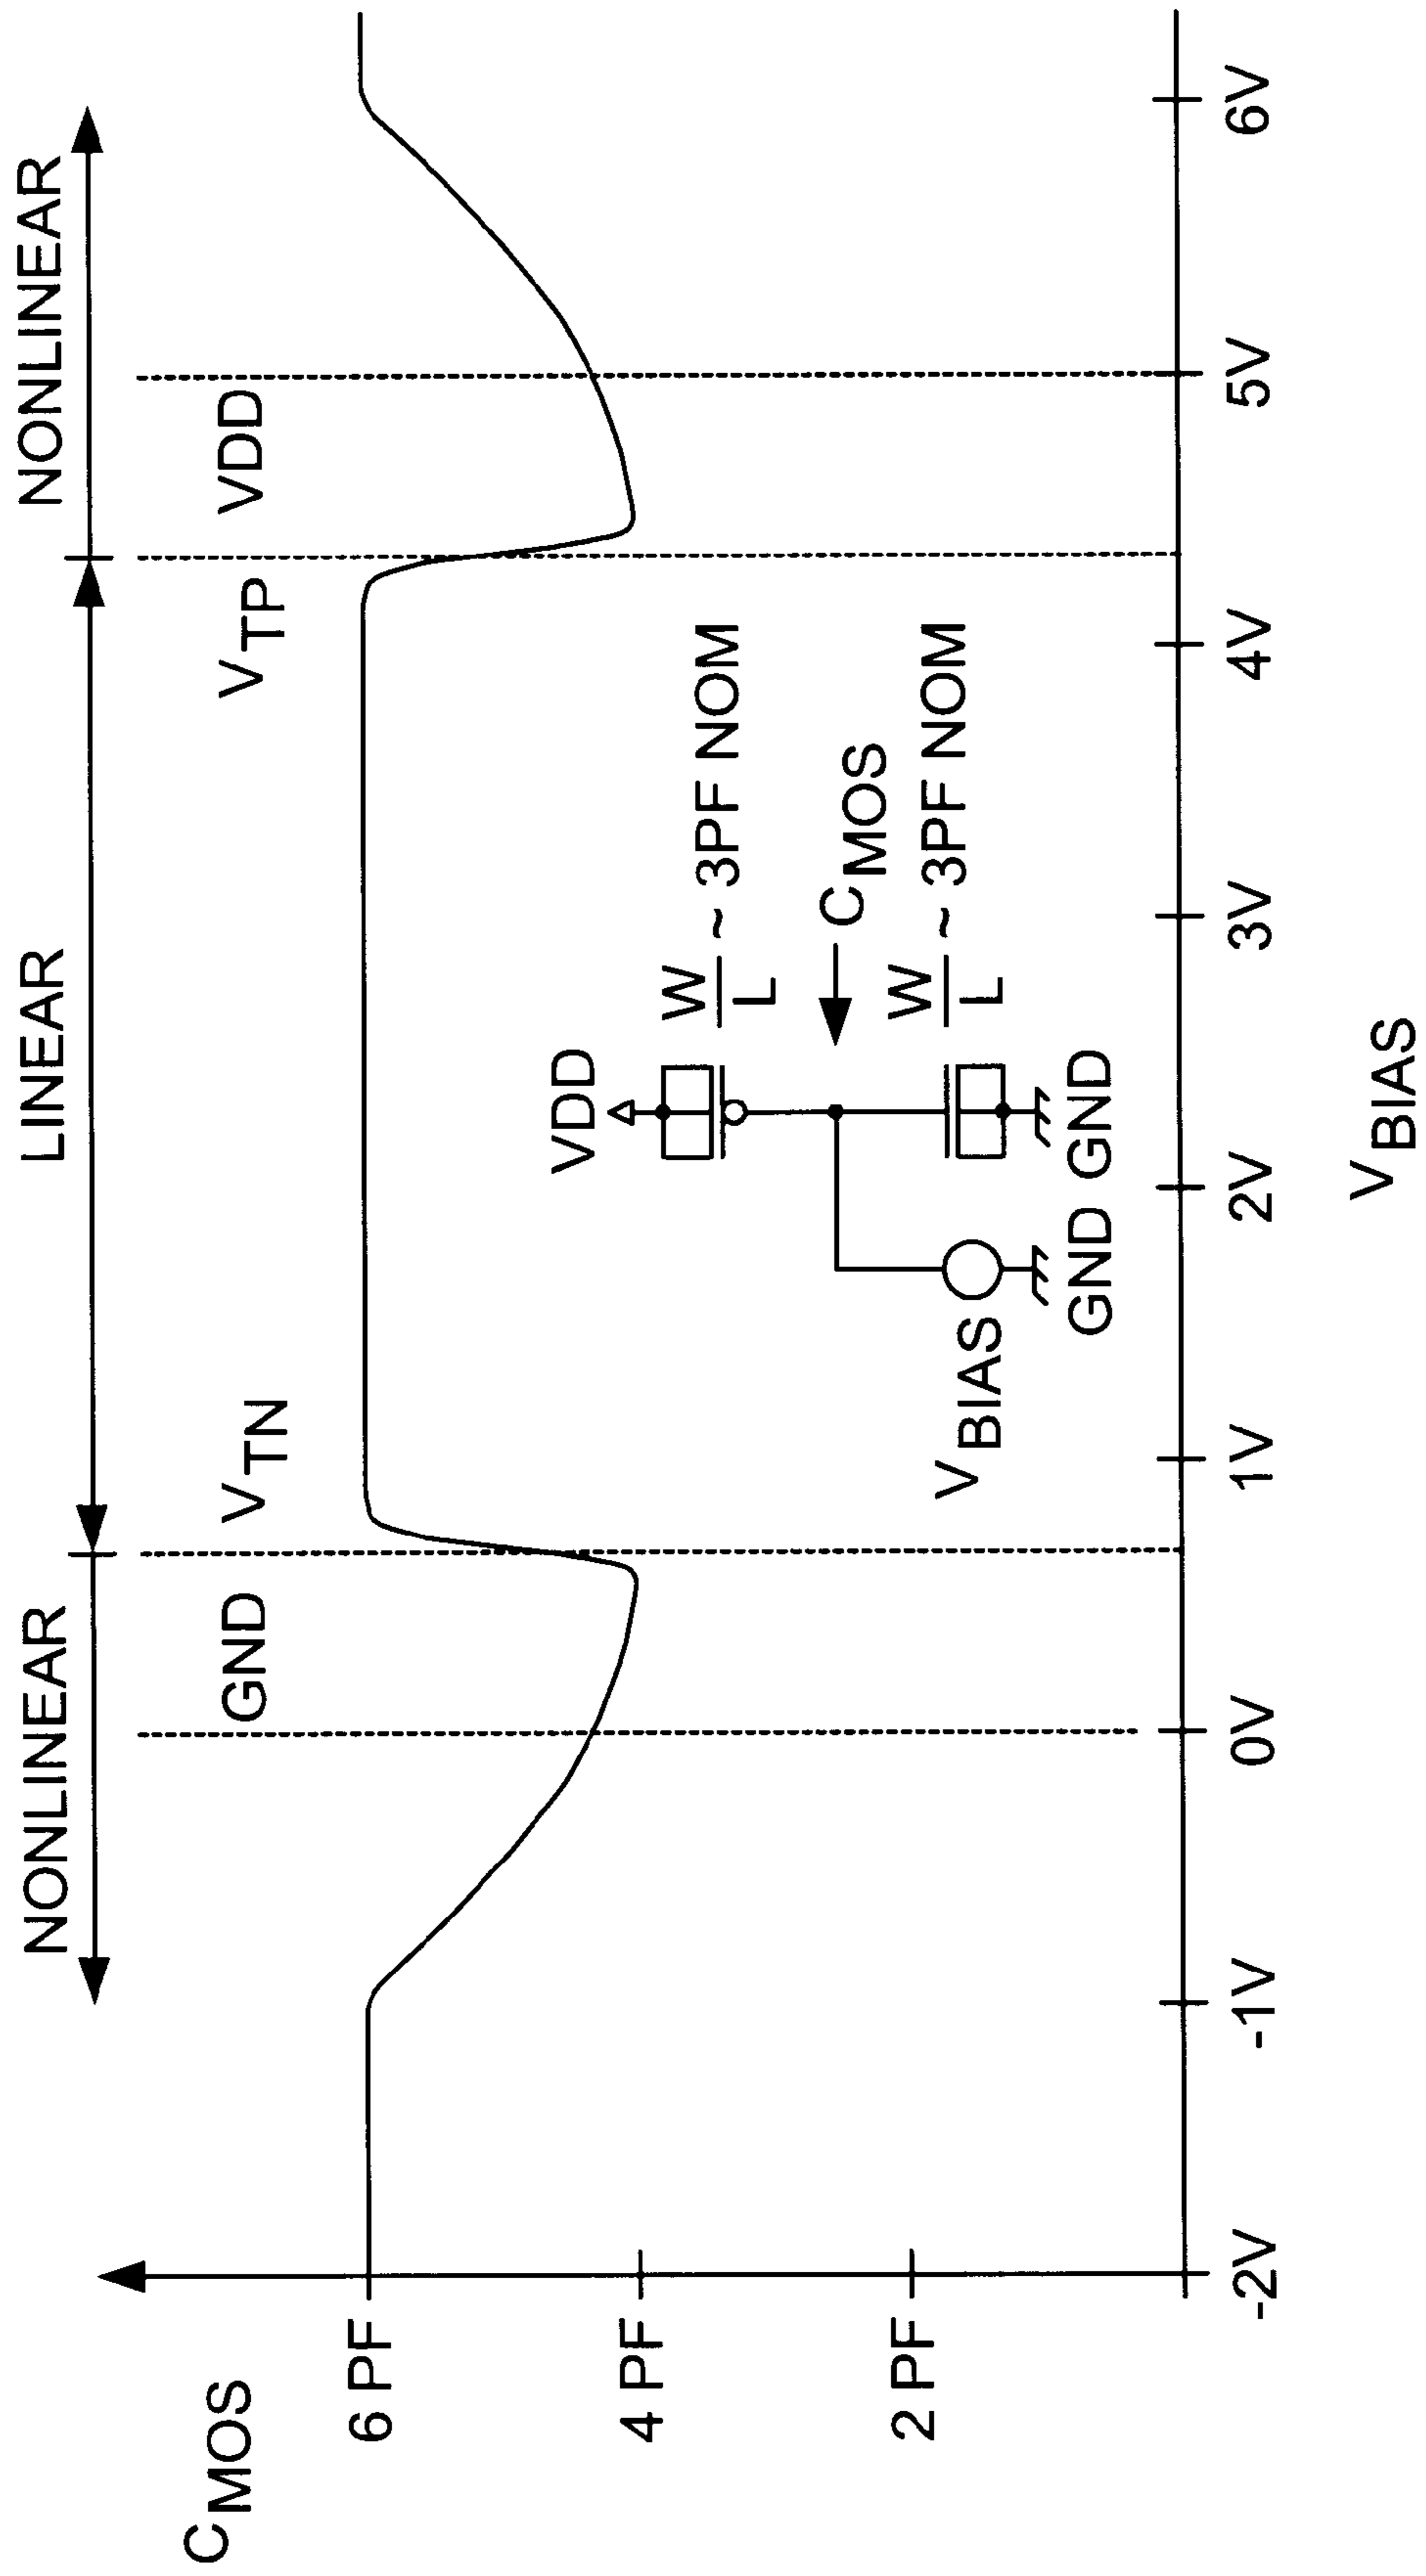 NONLINEAR LINEAR NONLINEAR
GND V_TN V_TP VDD
C_MOS
6 PF
4 PF
2 PF
VDD
W/L ~ 3PF NOM
C_MOS
W/L ~ 3PF NOM
V_BIAS
GND GND
-2V -1V 0V 1V 2V 3V 4V 5V 6V
V_BIAS